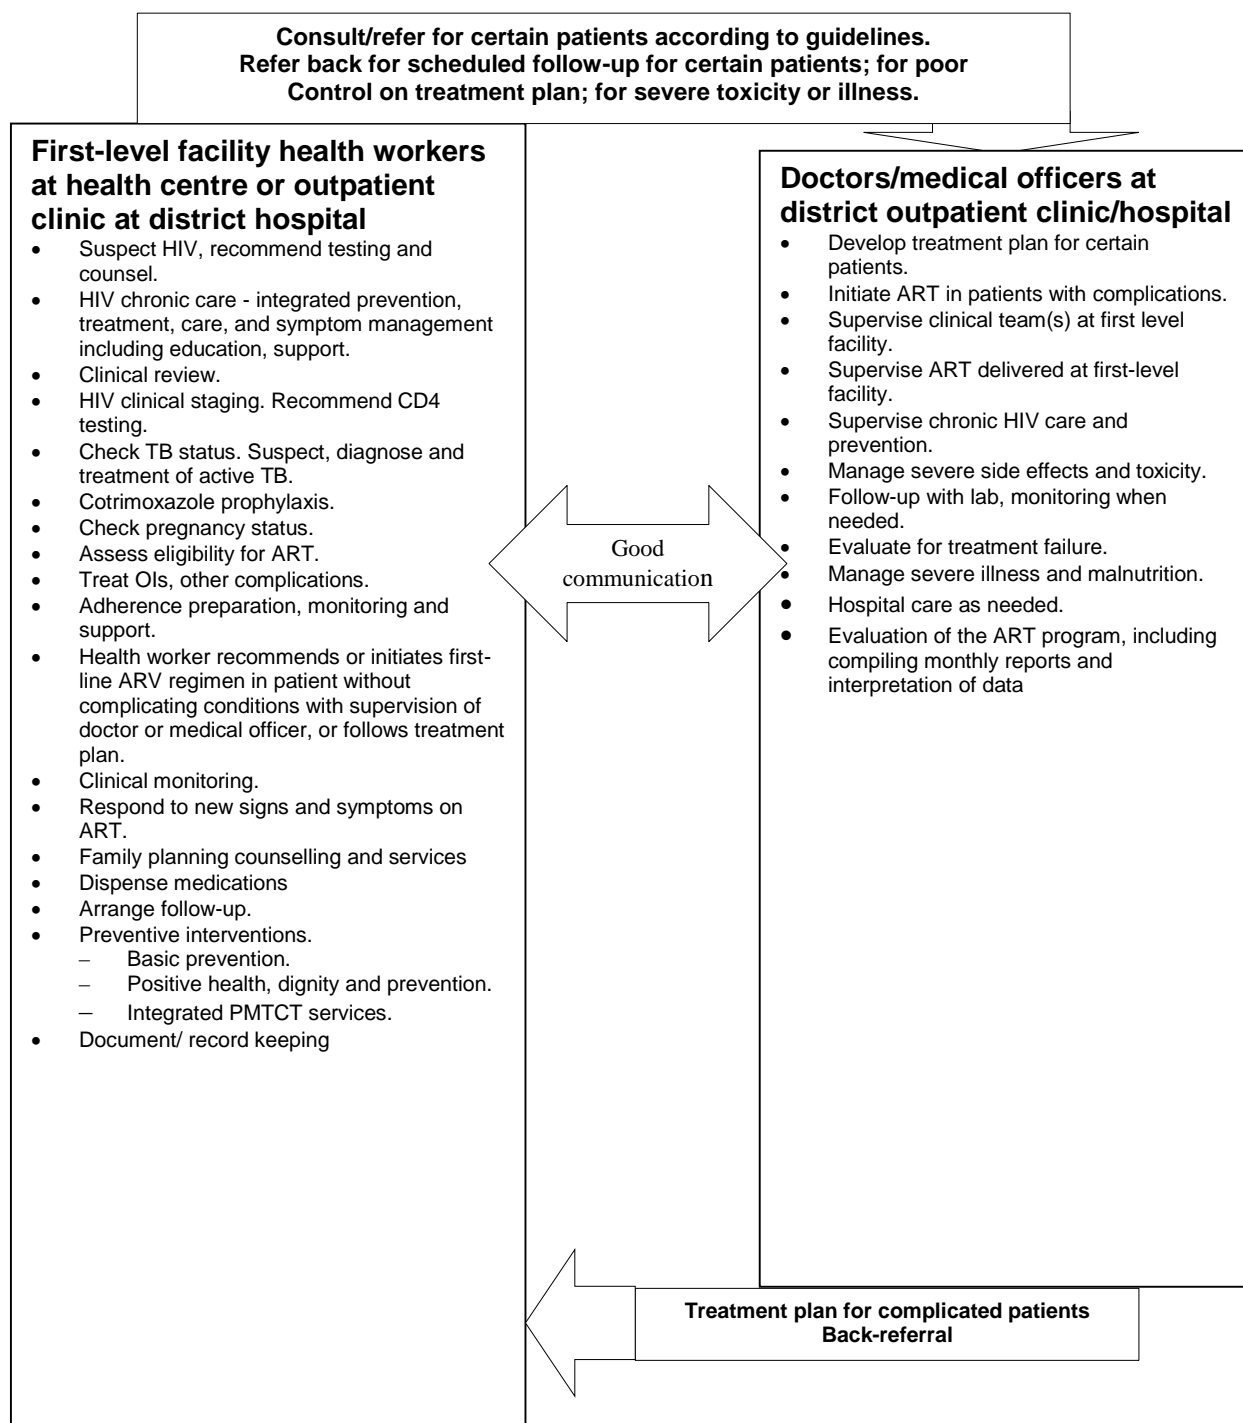 Consult/refer for certain patients according to guidelines.
Refer back for scheduled follow-up for certain patients; for poor
Control on treatment plan; for severe toxicity or illness.
First-level facility health workers
at health centre or outpatient
clinic at district hospital
• Suspect HIV, recommend testing and
counsel.
• HIV chronic care - integrated prevention,
treatment, care, and symptom management
including education, support.
• Clinical review.
• HIV clinical staging. Recommend CD4
testing.
• Check TB status. Suspect, diagnose and
treatment of active TB.
• Cotrimoxazole prophylaxis.
• Check pregnancy status.
• Assess eligibility for ART.
• Treat OIs, other complications.
• Adherence preparation, monitoring and
support.
• Health worker recommends or initiates first-
line ARV regimen in patient without
complicating conditions with supervision of
doctor or medical officer, or follows treatment
plan.
• Clinical monitoring.
• Respond to new signs and symptoms on
ART.
• Family planning counselling and services
• Dispense medications
• Arrange follow-up.
• Preventive interventions.
– Basic prevention.
– Positive health, dignity and prevention.
– Integrated PMTCT services.
• Document/ record keeping
Good
communication
Doctors/medical officers at
district outpatient clinic/hospital
• Develop treatment plan for certain
patients.
• Initiate ART in patients with complications.
• Supervise clinical team(s) at first level
facility.
• Supervise ART delivered at first-level
facility.
• Supervise chronic HIV care and
prevention.
• Manage severe side effects and toxicity.
• Follow-up with lab, monitoring when
needed.
• Evaluate for treatment failure.
• Manage severe illness and malnutrition.
• Hospital care as needed.
• Evaluation of the ART program, including
compiling monthly reports and
interpretation of data
Treatment plan for complicated patients
Back-referral